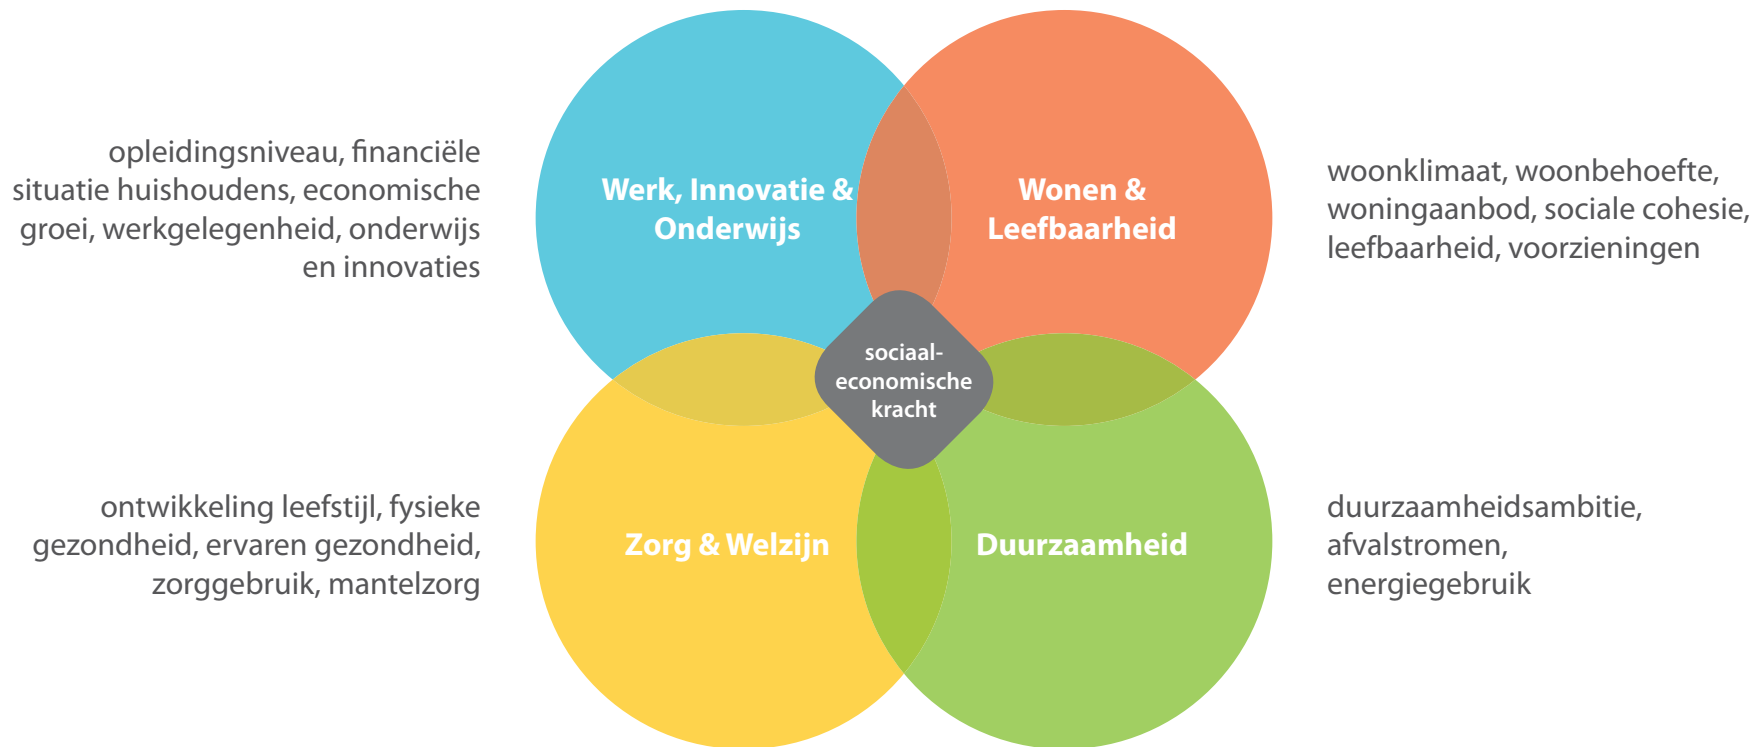 opleidingsniveau, financiële
situatie huishoudens, economische
groei, werkgelegenheid, onderwijs
en innovaties
Werk, Innovatie &
Onderwijs
Wonen &
Leefbaarheid
woonklimaat, woonbehoefte,
woningaanbod, sociale cohesie,
leefbaarheid, voorzieningen
sociaal-
economische
kracht
ontwikkeling leefstijl, fysieke
gezondheid, ervaren gezondheid,
zorggebruik, mantelzorg
Zorg & Welzijn
Duurzaamheid
duurzaamheidsambitie,
afvalstromen,
energiegebruik